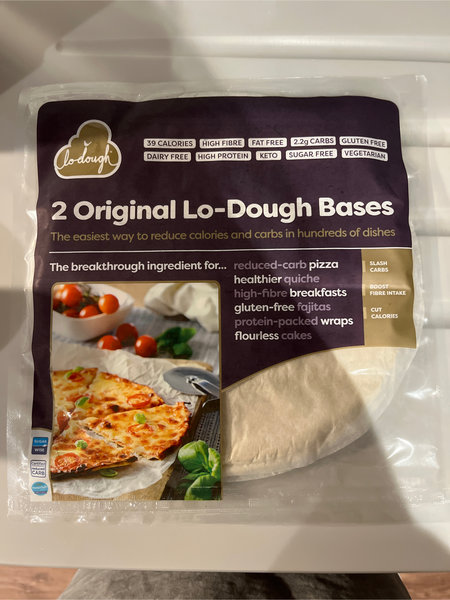 lo-dough
39 CALORIES HIGH FIBRE FAT FREE 2.2g CARBS GLUTEN FREE
DAIRY FREE HIGH PROTEIN KETO SUGAR FREE VEGETARIAN
2 Original Lo-Dough Bases
The easiest way to reduce calories and carbs in hundreds of dishes
The breakthrough ingredient for...
reduced-carb pizza
healthier quiche
high-fibre breakfasts
gluten-free fajitas
protein-packed wraps
flourless cakes
SLASH
CARBS
BOOST
FIBRE INTAKE
CUT
CALORIES
SUGAR
WISE